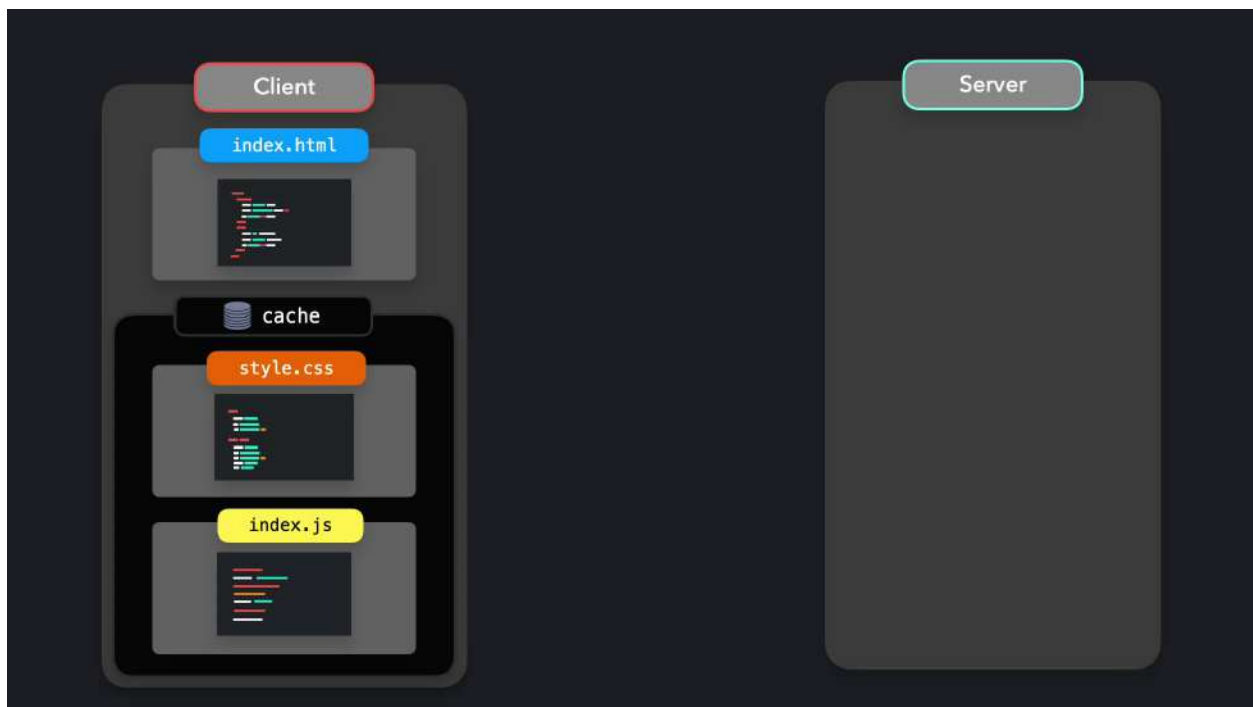 Client
index.html
cache
style.css
index.js
Server